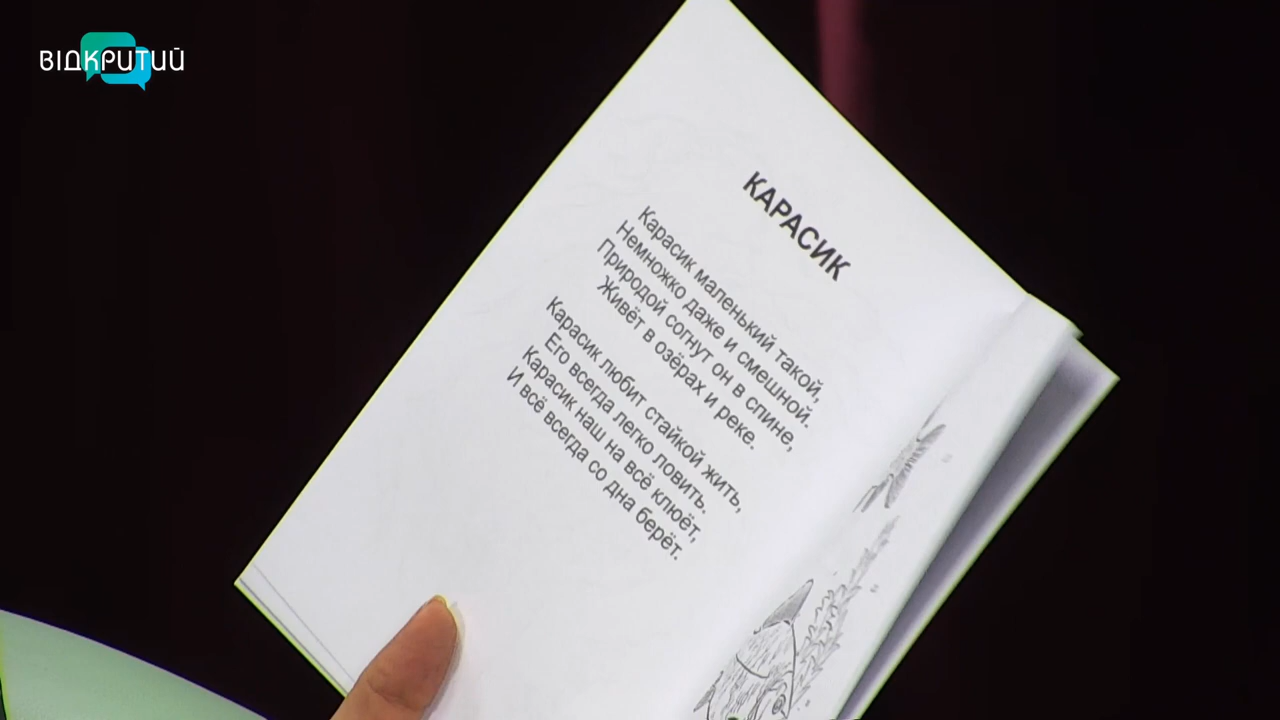 ВІДКРИТИЙ
КАРАСИК
Карасик маленький такой,
Немножко даже и смешной.
Природой согнут он в спине,
Живёт в озёрах и реке.
Карасик любит стайкой жить,
Его всегда легко ловить.
Карасик наш на всё клюёт,
И всё всегда со дна берёт.